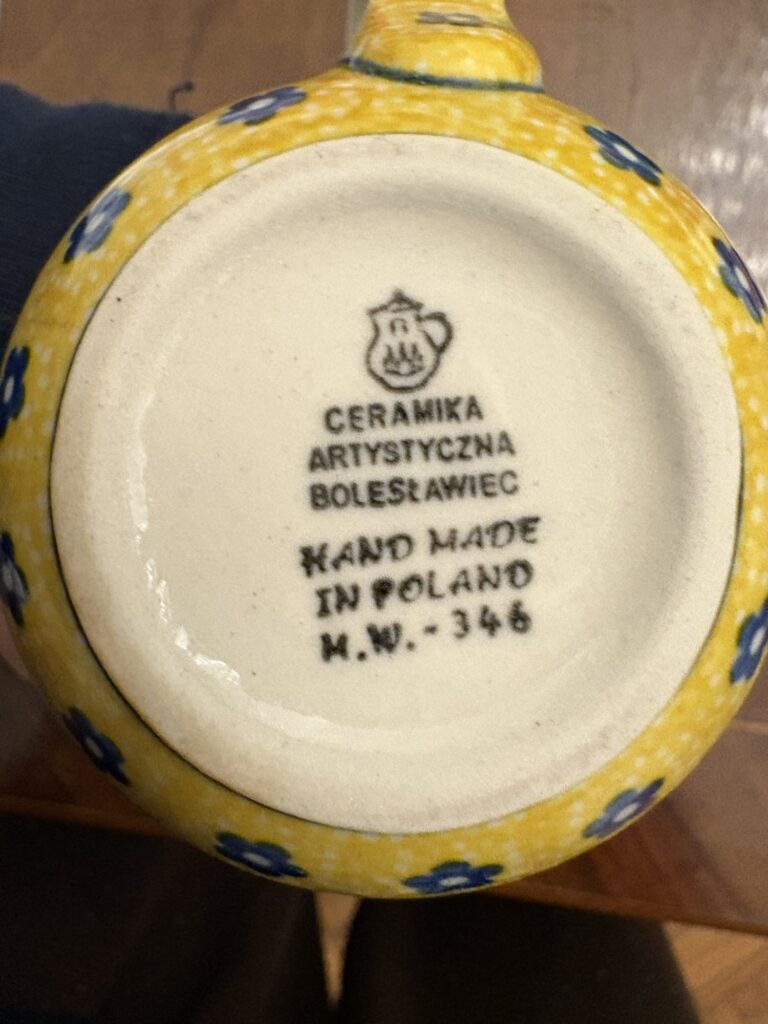 CERAMIKA
ARTYSTYCZNA
BOLESŁAWIEC
HAND MADE
IN POLAND
M.W.-346